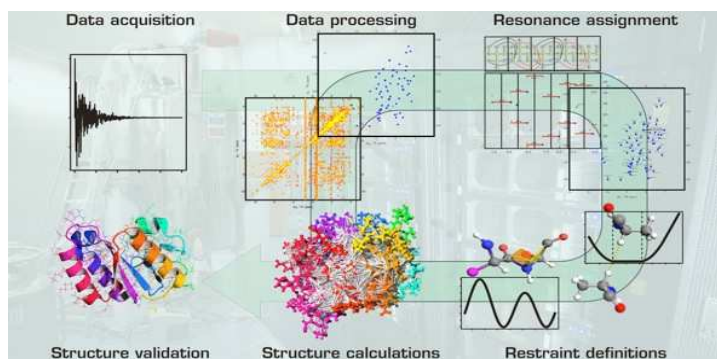 Data acquisition
Data processing
Resonance assignment
Structure validation
Structure calculations
Restraint definitions